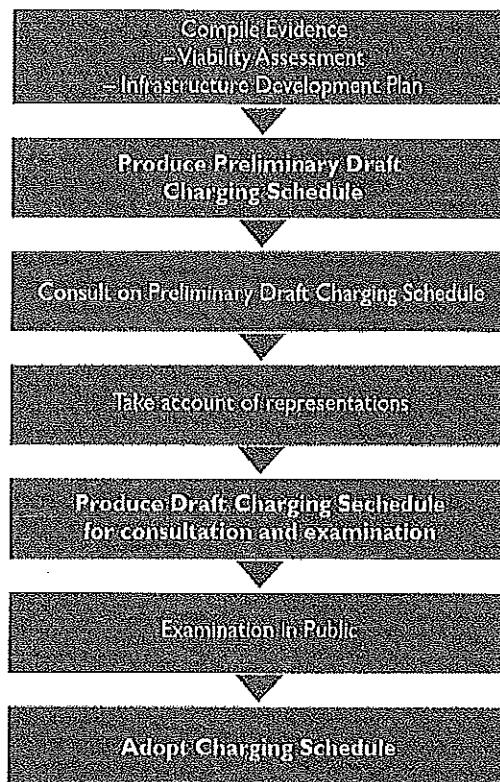 Compile Evidence
–Viability Assessment
– Infrastructure Development Plan
Produce Preliminary Draft
Charging Schedule
Consult on Preliminary Draft Charging Schedule
Take account of representations
Produce Draft Charging Sechedule
for consultation and examination
Examination In Public
Adopt Charging Schedule